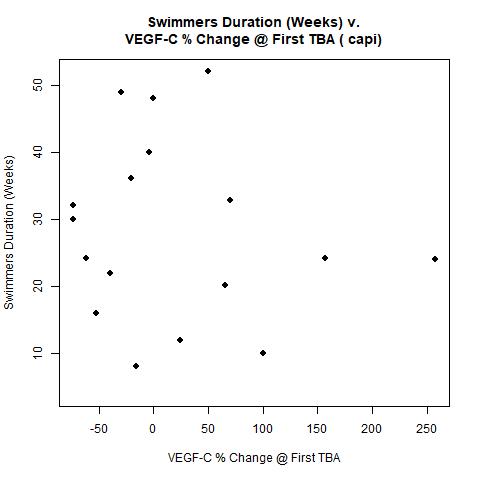 Swimmers Duration (Weeks) v.
VEGF-C % Change @ First TBA ( capi)
Swimmers Duration (Weeks)
50
40
30
20
10
-50 0 50 100 150 200 250
VEGF-C % Change @ First TBA